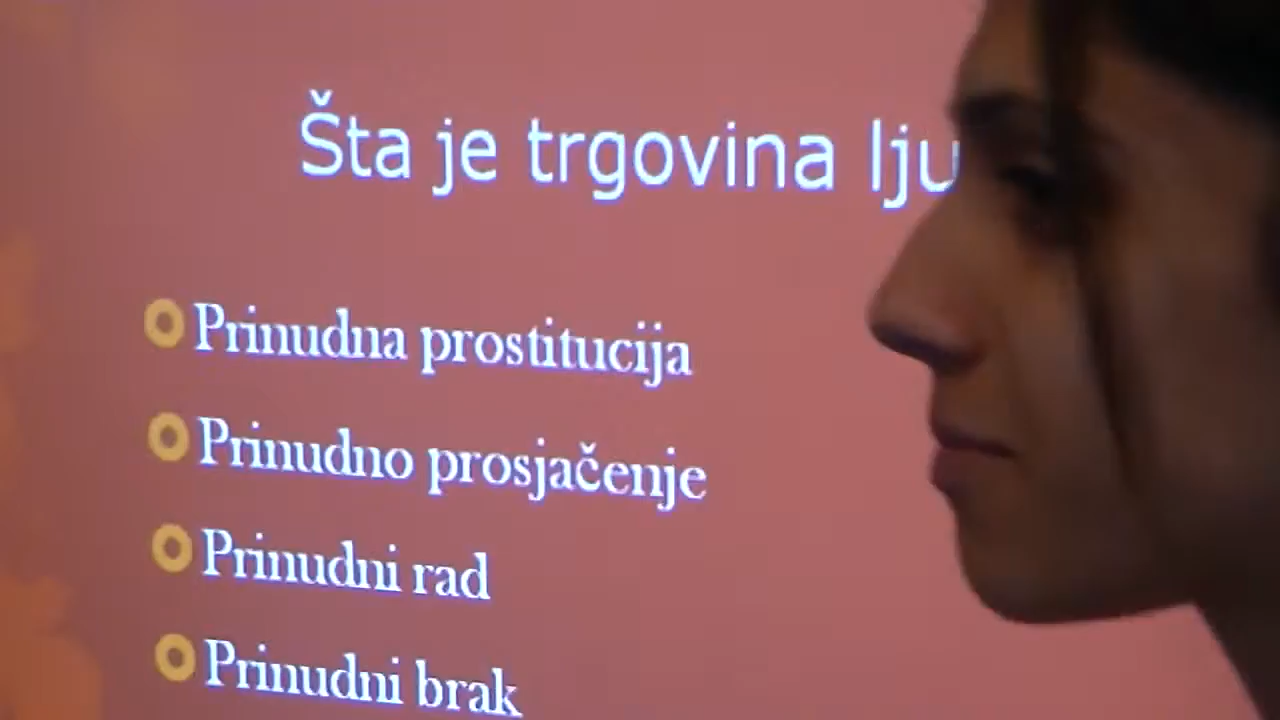 Šta je trgovina lju
Prinudna prostitucija
Prinudno prosjačenje
Prinudni rad
Prinudni brak